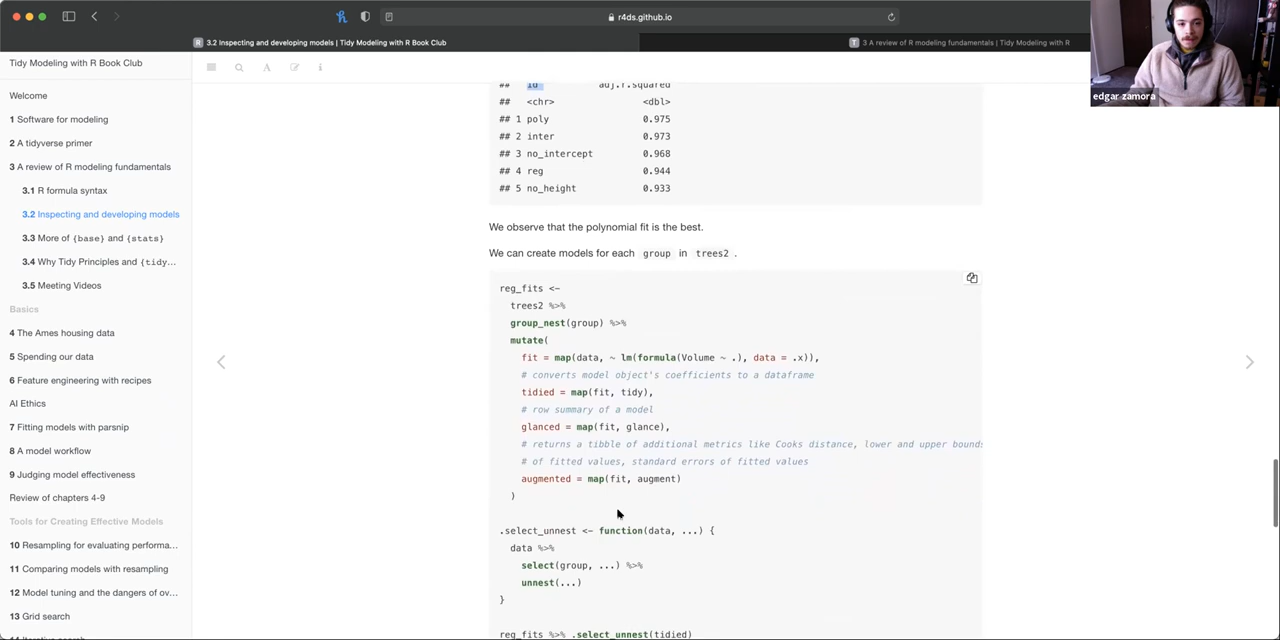 r4ds.github.io
3.2 Inspecting and developing models | Tidy Modeling with R Book Club
3 A review of R modeling fundamentals | Tidy Modeling with R
edgar zamora
Tidy Modeling with R Book Club
Welcome
1 Software for modeling
2 A tidyverse primer
3 A review of R modeling fundamentals
3.1 R formula syntax
3.2 Inspecting and developing models
3.3 More of {base} and {stats}
3.4 Why Tidy Principles and {tidy…
3.5 Meeting Videos
Basics
4 The Ames housing data
5 Spending our data
6 Feature engineering with recipes
AI Ethics
7 Fitting models with parsnip
8 A model workflow
9 Judging model effectiveness
Review of chapters 4-9
Tools for Creating Effective Models
10 Resampling for evaluating performa…
11 Comparing models with resampling
12 Model tuning and the dangers of ov…
13 Grid search
## id adj.r.squared
## <chr> <dbl>
## 1 poly 0.975
## 2 inter 0.973
## 3 no_intercept 0.968
## 4 reg 0.944
## 5 no_height 0.933
We observe that the polynomial fit is the best.
We can create models for each group in trees2 .
reg_fits <-
trees2 %>%
group_nest(group) %>%
mutate(
fit = map(data, ~ lm(formula(Volume ~ .), data = .x)),
# converts model object's coefficients to a dataframe
tidied = map(fit, tidy),
# row summary of a model
glanced = map(fit, glance),
# returns a tibble of additional metrics like Cooks distance, lower and upper bounds
# of fitted values, standard errors of fitted values
augmented = map(fit, augment)
)
.select_unnest <- function(data, ...) {
data %>%
select(group, ...) %>%
unnest(...)
}
reg_fits %>% .select_unnest(tidied)